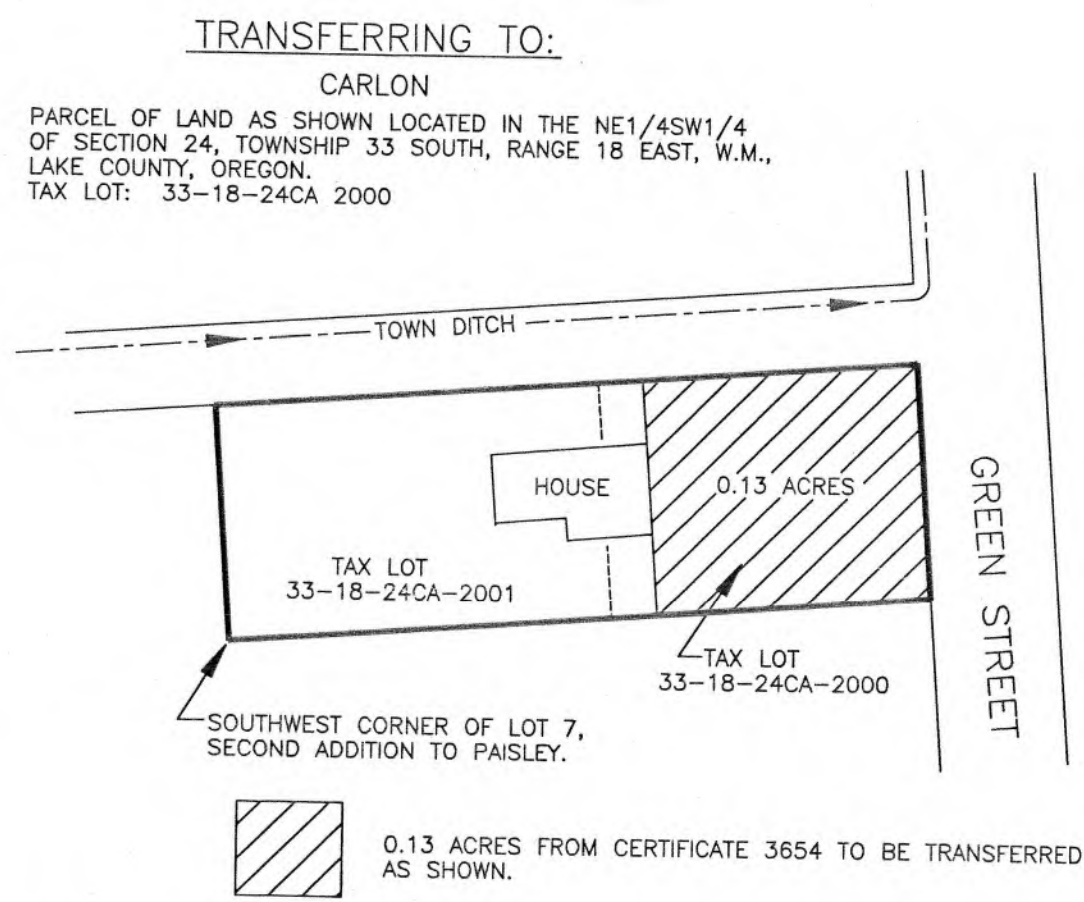 TRANSFERRING TO:
CARLON
PARCEL OF LAND AS SHOWN LOCATED IN THE NE1/4SW1/4
OF SECTION 24, TOWNSHIP 33 SOUTH, RANGE 18 EAST, W.M.,
LAKE COUNTY, OREGON.
TAX LOT: 33-18-24CA 2000
TOWN DITCH
HOUSE
0.13 ACRES
GREEN STREET
TAX LOT
33-18-24CA-2001
TAX LOT
33-18-24CA-2000
SOUTHWEST CORNER OF LOT 7,
SECOND ADDITION TO PAISLEY.
0.13 ACRES FROM CERTIFICATE 3654 TO BE TRANSFERRED
AS SHOWN.